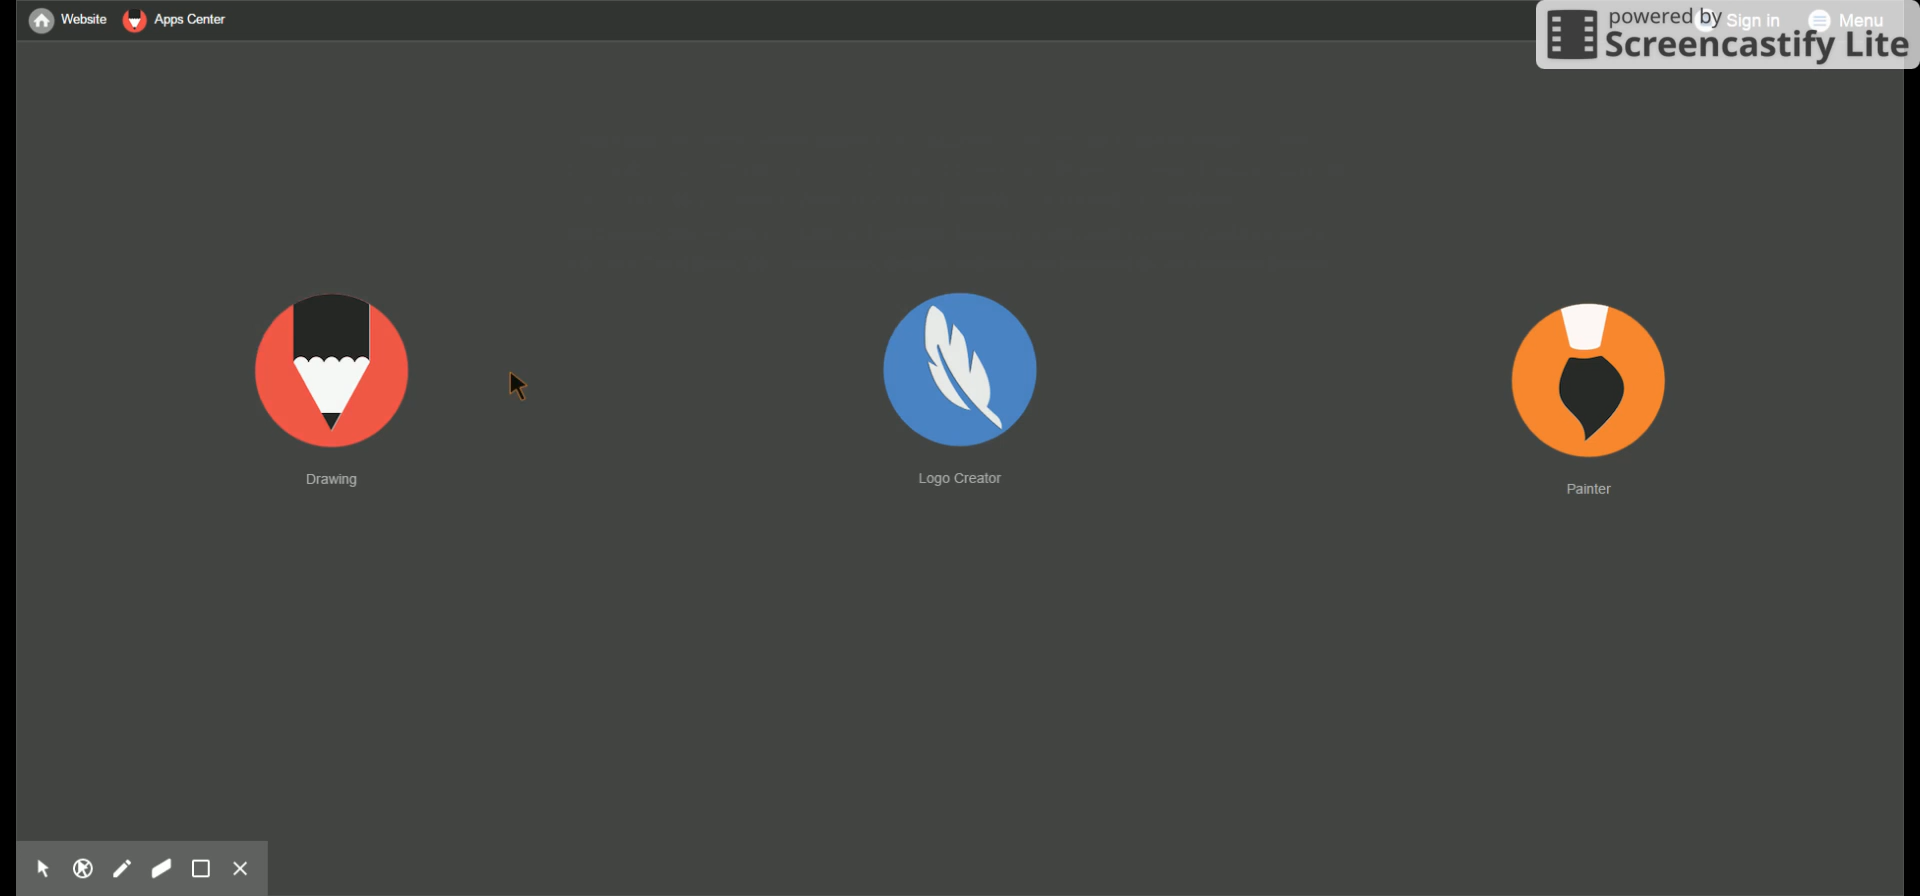 Website
Apps Center
powered by
Sign in
Menu
Screencastify Lite
Drawing
Logo Creator
Painter